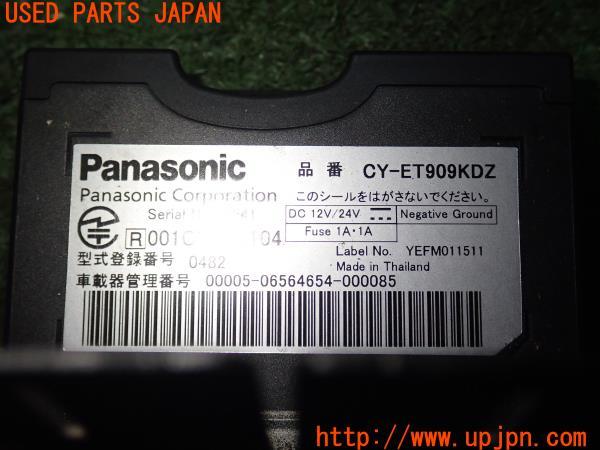 USED PARTS JAPAN
Panasonic 品番 CY-ET909KDZ
Panasonic Corporation このシールをはがさないでください。
Serial DC 12V/24V Negative Ground
R Fuse 1A・1A
Label No. YEFM011511
型式登録番号 0482 Made in Thailand
車載器管理番号 00005-06564654-000085
http://www.upjpn.com